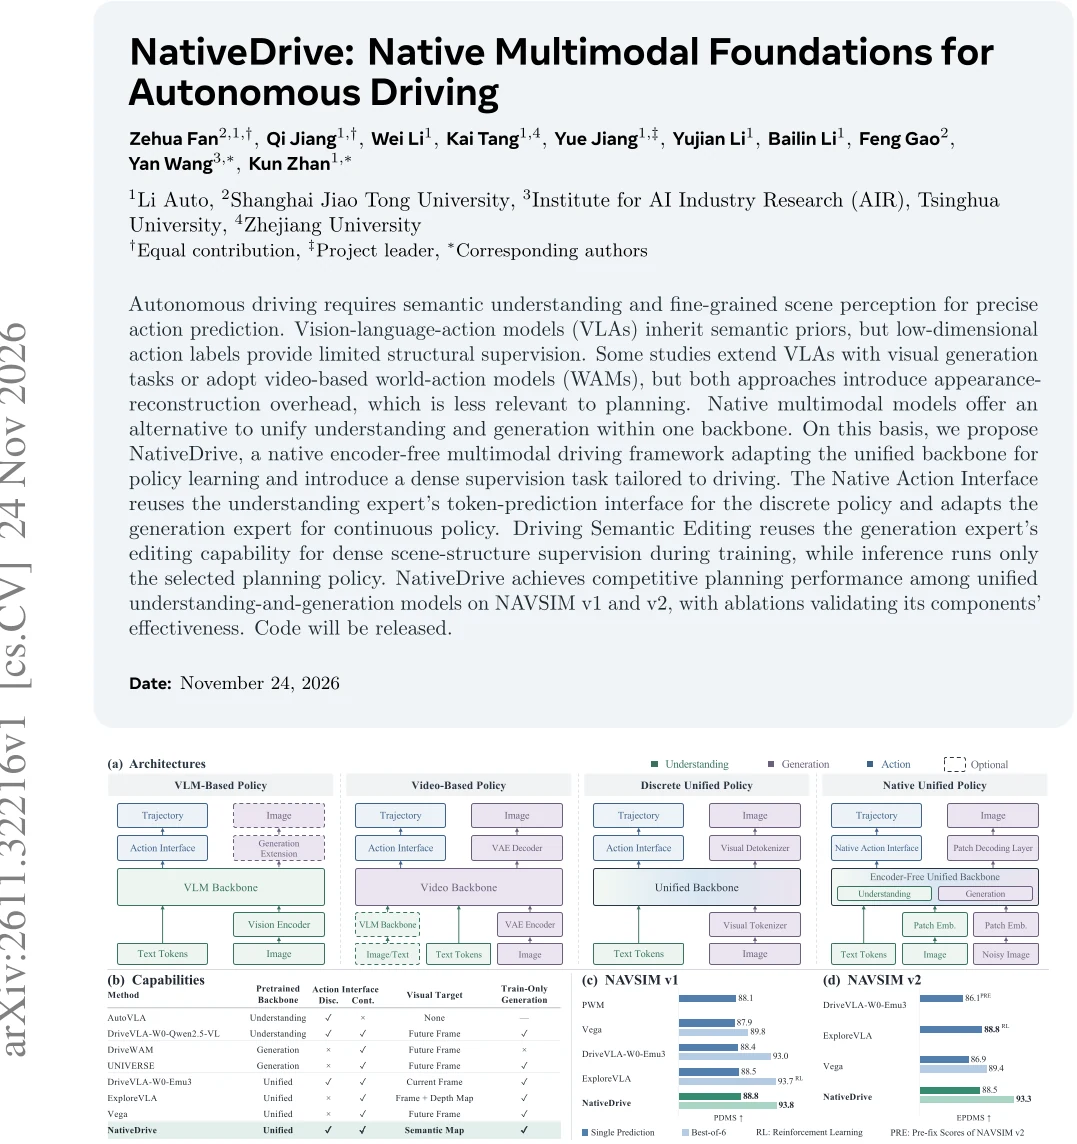 NativeDrive: Native Multimodal Foundations for
Autonomous Driving
Zehua Fan2,1,†, Qi Jiang1,†, Wei Li1, Kai Tang1,4, Yue Jiang1,‡, Yujian Li1, Bailin Li1, Feng Gao2,
Yan Wang3,∗, Kun Zhan1,∗
1Li Auto, 2Shanghai Jiao Tong University, 3Institute for AI Industry Research (AIR), Tsinghua
University, 4Zhejiang University
†Equal contribution, ‡Project leader, ∗Corresponding authors
Autonomous driving requires semantic understanding and fine-grained scene perception for precise
action prediction. Vision-language-action models (VLAs) inherit semantic priors, but low-dimensional
action labels provide limited structural supervision. Some studies extend VLAs with visual generation
tasks or adopt video-based world-action models (WAMs), but both approaches introduce appearance-
reconstruction overhead, which is less relevant to planning. Native multimodal models offer an
alternative to unify understanding and generation within one backbone. On this basis, we propose
NativeDrive, a native encoder-free multimodal driving framework adapting the unified backbone for
policy learning and introduce a dense supervision task tailored to driving. The Native Action Interface
reuses the understanding expert's token-prediction interface for the discrete policy and adapts the
generation expert for continuous policy. Driving Semantic Editing reuses the generation expert's
editing capability for dense scene-structure supervision during training, while inference runs only
the selected planning policy. NativeDrive achieves competitive planning performance among unified
understanding-and-generation models on NAVSIM v1 and v2, with ablations validating its components'
effectiveness. Code will be released.
Date: November 24, 2026
arXiv:2611.32216v1 [cs.CV] 24 Nov 2026
(a) Architectures
Understanding Generation Action Optional
VLM-Based Policy
Trajectory Image
Action Interface Generation Extension
VLM Backbone
Vision Encoder
Text Tokens Image
Video-Based Policy
Trajectory Image
Action Interface VAE Decoder
Video Backbone
VLM Backbone VAE Encoder
Image/Text Text Tokens Image
Discrete Unified Policy
Trajectory Image
Action Interface Visual Detokenizer
Unified Backbone
Visual Tokenizer
Text Tokens Image
Native Unified Policy
Trajectory Image
Native Action Interface Patch Decoding Layer
Encoder-Free Unified Backbone
Understanding Generation
Patch Emb. Patch Emb.
Text Tokens Image Noisy Image
(b) Capabilities
Method Pretrained Backbone Action Interface Disc. Cont. Visual Target Train-Only Generation
AutoVLA Understanding ✓ × None —
DriveVLA-W0-Qwen2.5-VL Understanding ✓ ✓ Future Frame ✓
DriveWAM Generation × ✓ Future Frame ×
UNIVERSE Generation × ✓ Future Frame ✓
DriveVLA-W0-Emu3 Unified ✓ ✓ Current Frame ✓
ExploreVLA Unified × ✓ Frame + Depth Map ✓
Vega Unified × ✓ Future Frame ✓
NativeDrive Unified ✓ ✓ Semantic Map ✓
(c) NAVSIM v1
PWM 88.1
Vega 87.9 89.8
DriveVLA-W0-Emu3 88.4 93.0
ExploreVLA 88.5 93.7 RL
NativeDrive 88.8 93.8
PDMS ↑
(d) NAVSIM v2
DriveVLA-W0-Emu3 86.1PRE
ExploreVLA 88.8 RL
Vega 86.9 89.4
NativeDrive 88.5 93.3
EPDMS ↑
Single Prediction Best-of-6 RL: Reinforcement Learning PRE: Pre-fix Scores of NAVSIM v2